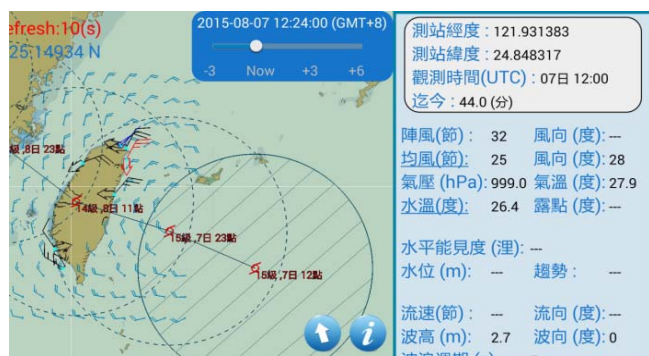 efresh:10(s)
25.14934 N
2015-08-07 12:24:00 (GMT+8)
-3 Now +3 +6
級 ,8日 23點
14級 ,8日 11點
15級 ,7日 23點
15級 ,7日 12點
測站經度 : 121.931383
測站緯度 : 24.848317
觀測時間(UTC) : 07日 12:00
迄今 : 44.0 (分)
陣風(節) : 32 風向 (度): ---
均風(節): 25 風向 (度): 28
氣壓 (hPa): 999.0 氣溫 : 27.9
水溫(度): 26.4 露點 (度): ---
水平能見度 (浬): ---
水位 (m): --- 趨勢 : ---
流速(節) : --- 流向 (度): ---
波高 (m): 2.7 波向 (度): 0